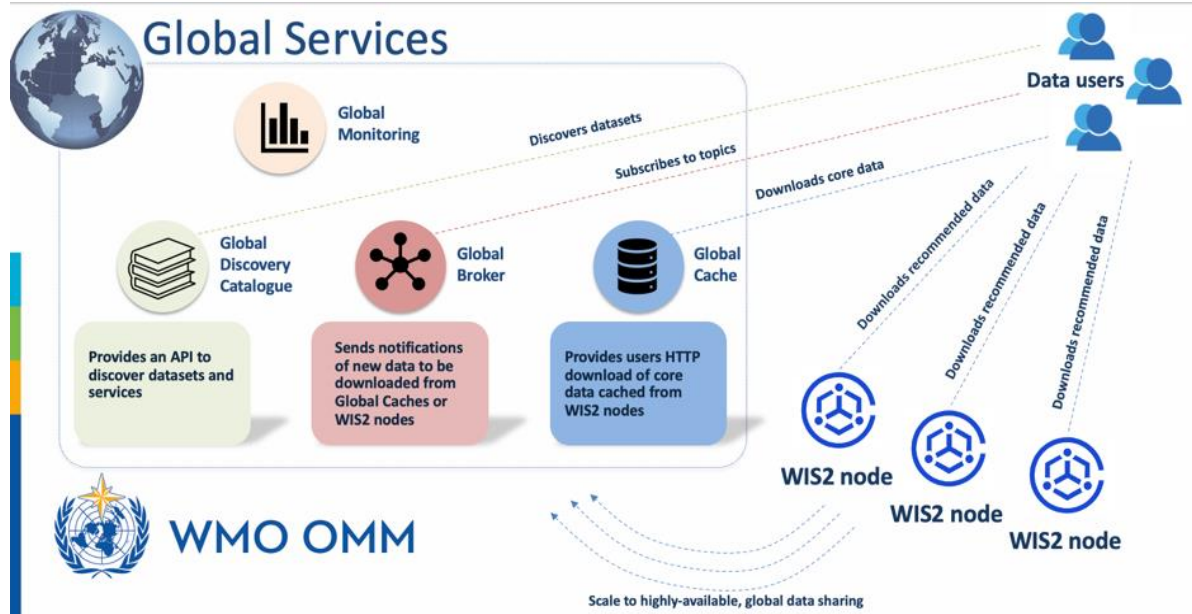 Global Services
Global
Monitoring
Data users
Discovers datasets
Subscribes to topics
Downloads core data
Global
Discovery
Catalogue
Global
Broker
Global
Cache
Provides an API to
discover datasets and
services
Sends notifications
of new data to be
downloaded from
Global Caches or
WIS2 nodes
Provides users HTTP
download of core
data cached from
WIS2 nodes
Downloads recommended data
Downloads recommended data
Downloads recommended data
WIS2 node
WIS2 node
WIS2 node
WMO OMM
Scale to highly-available, global data sharing